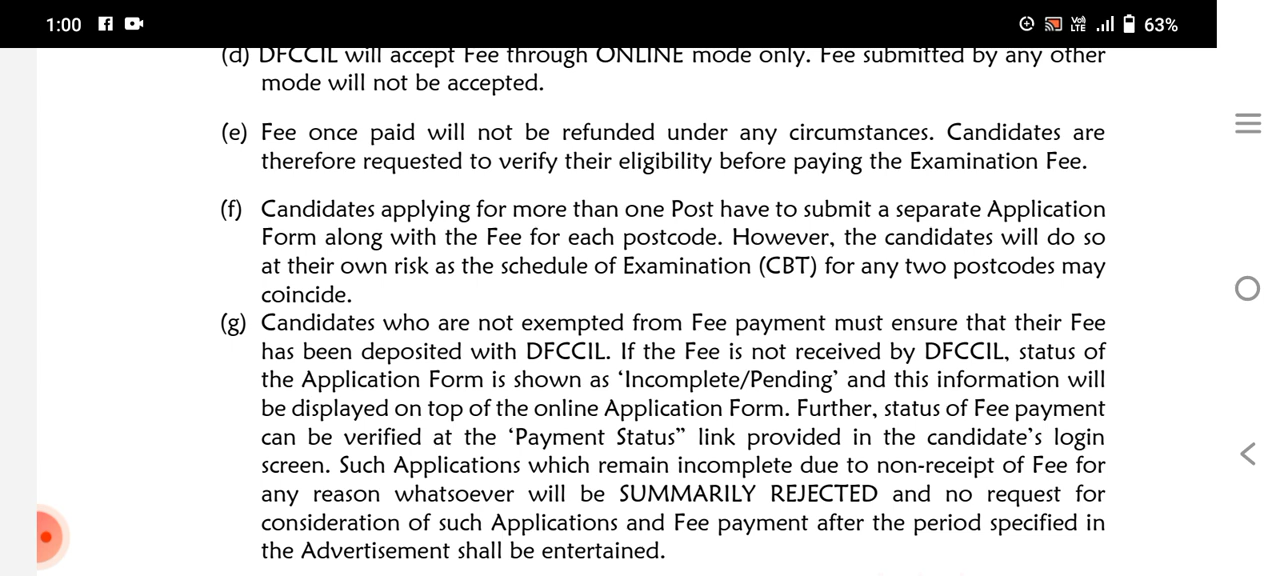 1:00
VoI)
LTE
63%
(d) DFCCIL will accept Fee through ONLINE mode only. Fee submitted by any other
mode will not be accepted.
(e) Fee once paid will not be refunded under any circumstances. Candidates are
therefore requested to verify their eligibility before paying the Examination Fee.
(f) Candidates applying for more than one Post have to submit a separate Application
Form along with the Fee for each postcode. However, the candidates will do so
at their own risk as the schedule of Examination (CBT) for any two postcodes may
coincide.
(g) Candidates who are not exempted from Fee payment must ensure that their Fee
has been deposited with DFCCIL. If the Fee is not received by DFCCIL, status of
the Application Form is shown as ‘Incomplete/Pending’ and this information will
be displayed on top of the online Application Form. Further, status of Fee payment
can be verified at the ‘Payment Status” link provided in the candidate’s login
screen. Such Applications which remain incomplete due to non-receipt of Fee for
any reason whatsoever will be SUMMARILY REJECTED and no request for
consideration of such Applications and Fee payment after the period specified in
the Advertisement shall be entertained.